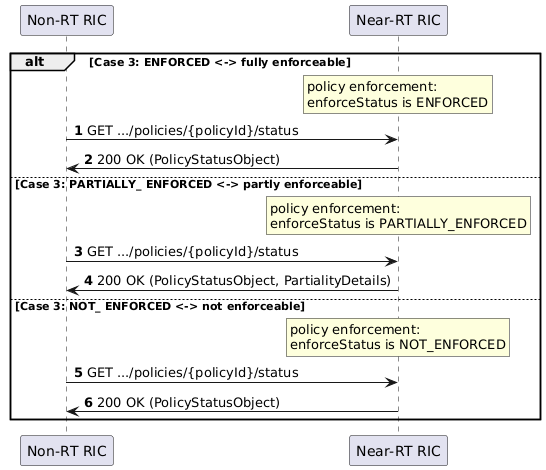 Non-RT RIC
Near-RT RIC
alt
[Case 3: ENFORCED <-> fully enforceable]
policy enforcement:
enforceStatus is ENFORCED
1 GET .../policies/{policyId}/status
2 200 OK (PolicyStatusObject)
[Case 3: PARTIALLY_ ENFORCED <-> partly enforceable]
policy enforcement:
enforceStatus is PARTIALLY_ENFORCED
3 GET .../policies/{policyId}/status
4 200 OK (PolicyStatusObject, PartialityDetails)
[Case 3: NOT_ ENFORCED <-> not enforceable]
policy enforcement:
enforceStatus is NOT_ENFORCED
5 GET .../policies/{policyId}/status
6 200 OK (PolicyStatusObject)
Non-RT RIC
Near-RT RIC